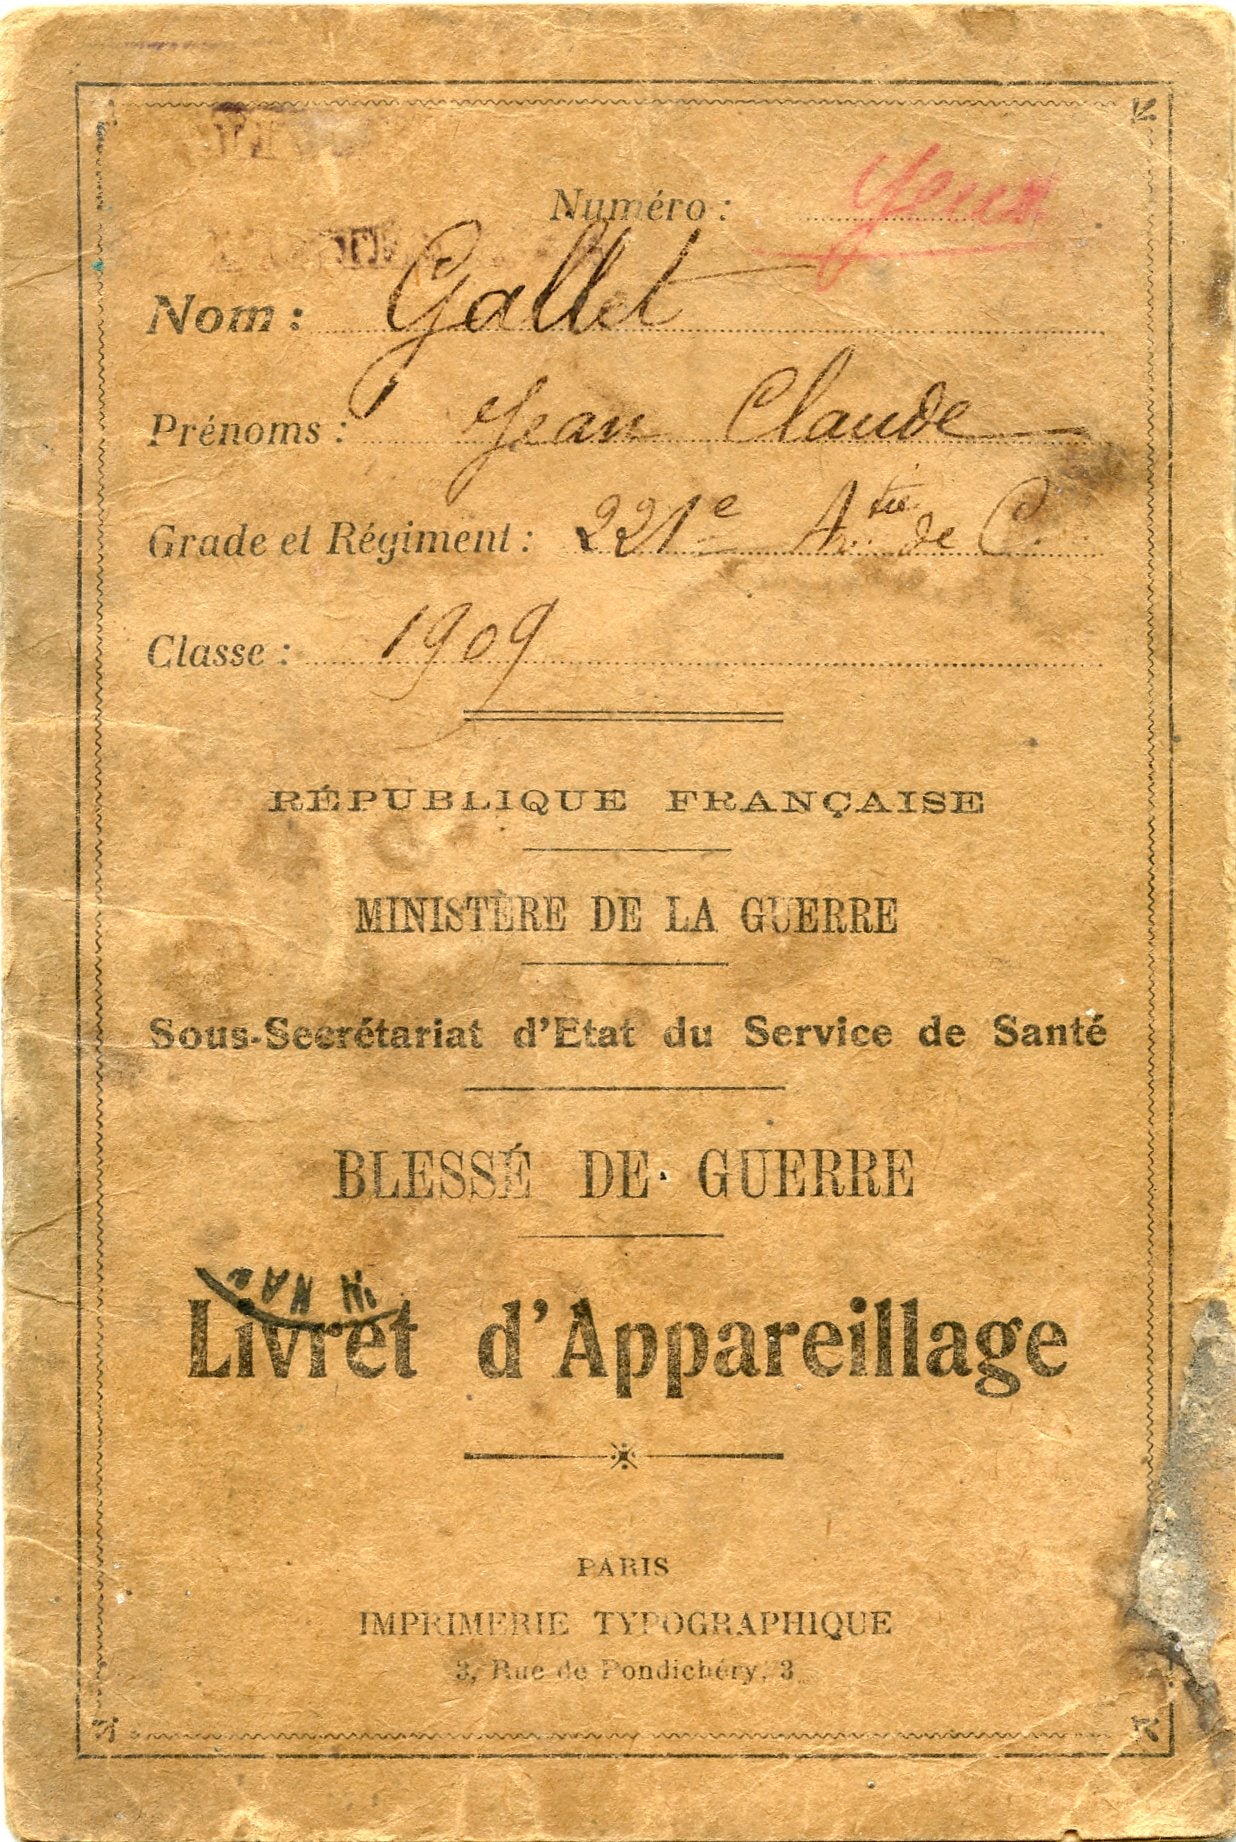 Numéro : Yeux
Nom : Gallet
Prénoms : Jean Claude
Grade et Régiment : 221e Artie de C.
Classe : 1909
RÉPUBLIQUE FRANÇAISE
MINISTÈRE DE LA GUERRE
Sous-Secrétariat d'Etat du Service de Santé
BLESSÉ DE GUERRE
Livret d'Appareillage
PARIS
IMPRIMERIE TYPOGRAPHIQUE
3, Rue de Pondichéry, 3